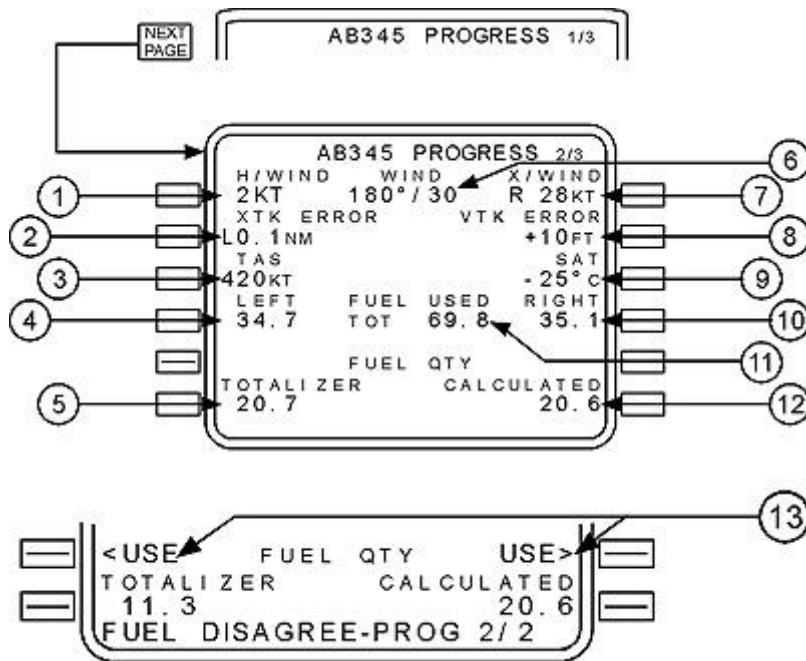 NEXT PAGE
AB345 PROGRESS 1/3
AB345 PROGRESS 2/3
H/WIND WIND X/WIND
2KT 180°/30 R 28KT
XTK ERROR VTK ERROR
L0.1NM +10FT
TAS SAT
420KT -25°C
LEFT FUEL USED RIGHT
34.7 TOT 69.8 35.1
FUEL QTY
TOTALIZER CALCULATED
20.7 20.6
1
2
3
4
5
6
7
8
9
10
11
12
<USE FUEL QTY USE>
TOTALIZER CALCULATED
11.3 20.6
FUEL DISAGREE-PROG 2/2
13